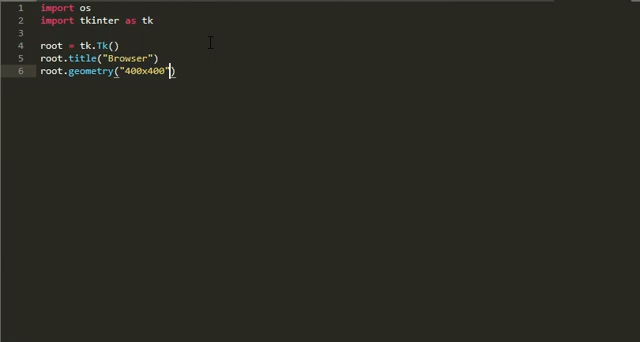 1 import os
2 import tkinter as tk
3
4 root = tk.Tk()
5 root.title("Browser")
6 root.geometry("400x400")